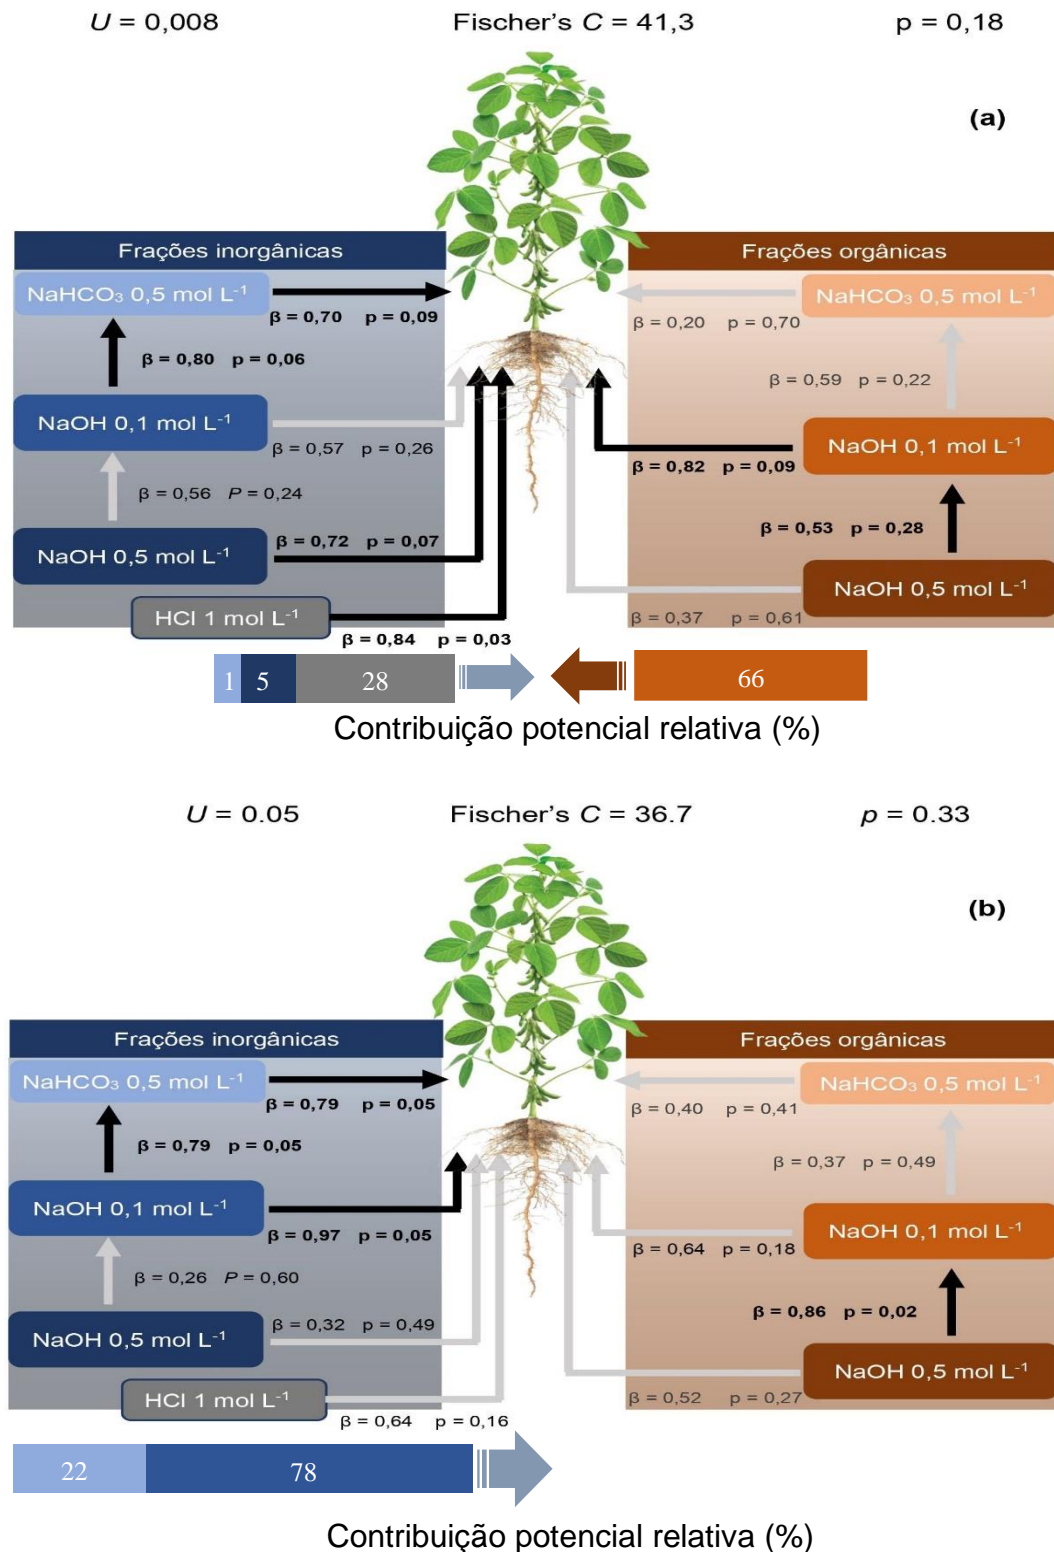 U = 0,008 Fischer's C = 41,3 p = 0,18
(a)
Frações inorgânicas
Frações orgânicas
NaHCO₃ 0,5 mol L⁻¹
β = 0,70 p = 0,09
NaHCO₃ 0,5 mol L⁻¹
β = 0,20 p = 0,70
β = 0,80 p = 0,06
β = 0,59 p = 0,22
NaOH 0,1 mol L⁻¹
β = 0,57 p = 0,26
NaOH 0,1 mol L⁻¹
β = 0,82 p = 0,09
β = 0,56 P = 0,24
β = 0,53 p = 0,28
NaOH 0,5 mol L⁻¹
β = 0,72 p = 0,07
NaOH 0,5 mol L⁻¹
β = 0,37 p = 0,61
HCl 1 mol L⁻¹
β = 0,84 p = 0,03
1 5 28 66
Contribuição potencial relativa (%)
U = 0.05 Fischer's C = 36.7 p = 0.33
(b)
Frações inorgânicas
Frações orgânicas
NaHCO₃ 0,5 mol L⁻¹
β = 0,79 p = 0,05
NaHCO₃ 0,5 mol L⁻¹
β = 0,40 p = 0,41
β = 0,79 p = 0,05
β = 0,37 p = 0,49
NaOH 0,1 mol L⁻¹
β = 0,97 p = 0,05
NaOH 0,1 mol L⁻¹
β = 0,64 p = 0,18
β = 0,26 P = 0,60
β = 0,86 p = 0,02
NaOH 0,5 mol L⁻¹
β = 0,32 p = 0,49
NaOH 0,5 mol L⁻¹
β = 0,52 p = 0,27
HCl 1 mol L⁻¹
β = 0,64 p = 0,16
22 78
Contribuição potencial relativa (%)